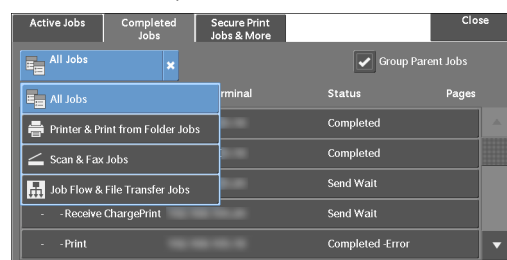 Active Jobs
Completed
Jobs
Secure Print
Jobs & More
Close
All Jobs
Group Parent Jobs
All Jobs
Status
Pages
Printer & Print from Folder Jobs
Completed
Scan & Fax Jobs
Completed
Job Flow & File Transfer Jobs
Send Wait
- - Receive ChargePrint
Send Wait
- - Print
Completed -Error